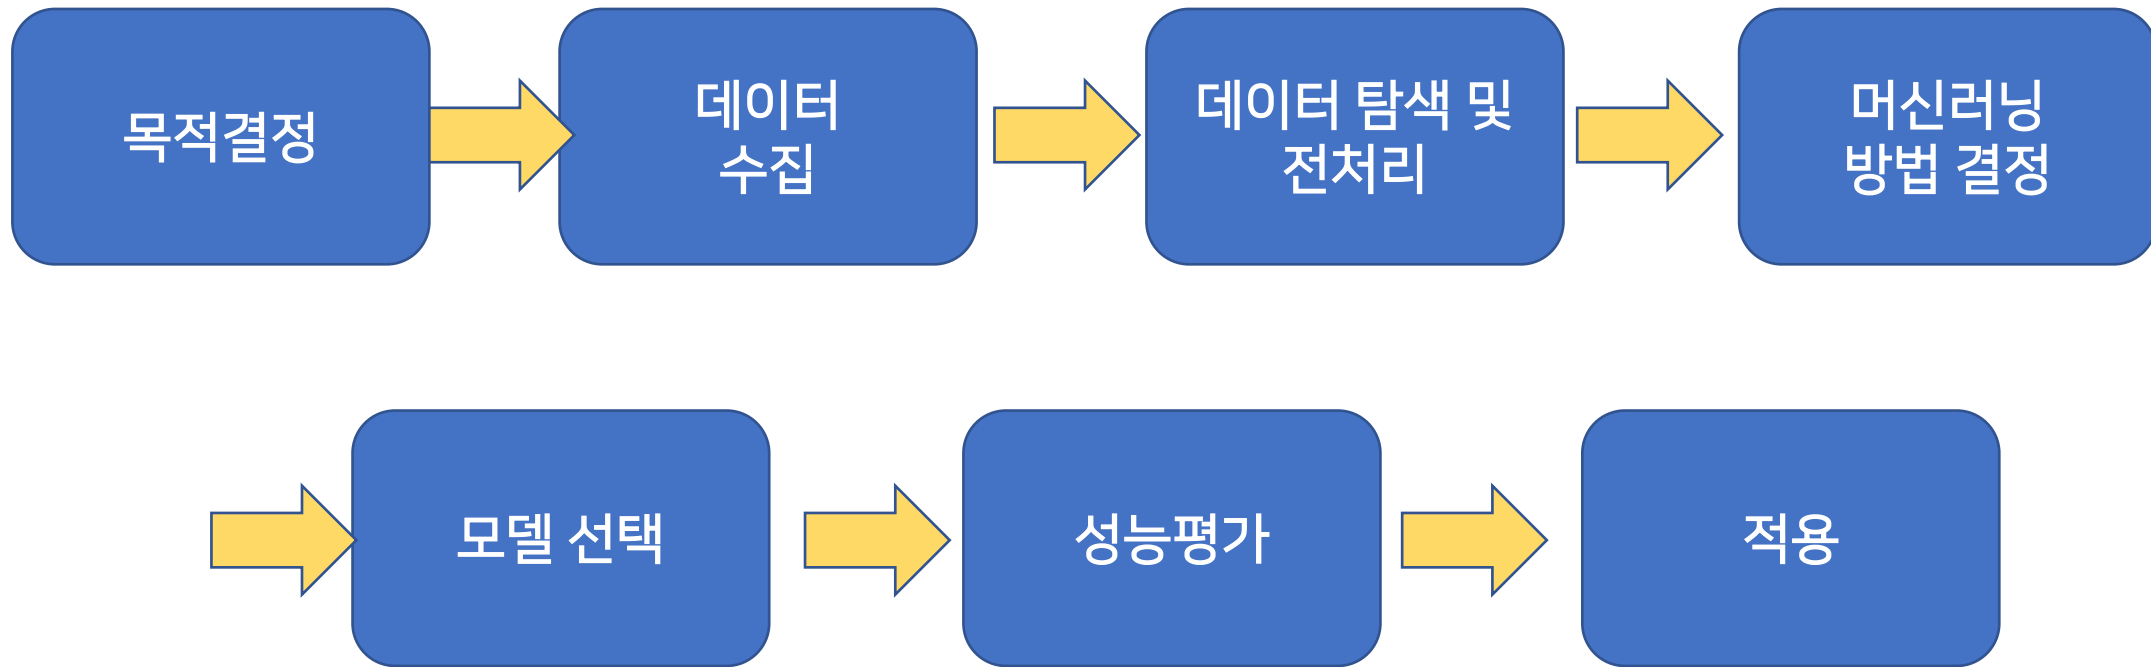 목적결정
데이터
수집
데이터 탐색 및
전처리
머신러닝
방법 결정
모델 선택
성능평가
적용